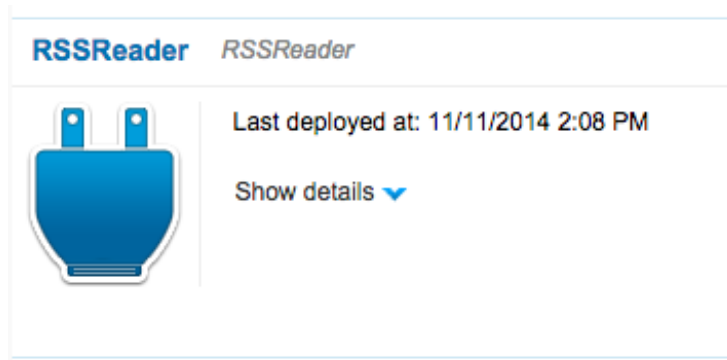 RSSReader RSSReader
Last deployed at: 11/11/2014 2:08 PM
Show details